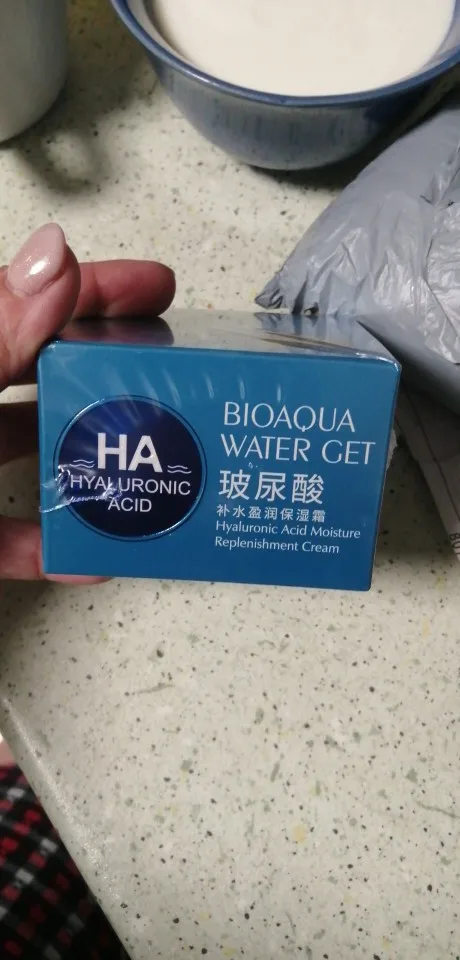 HA
HYALURONIC
ACID
BIOAQUA
WATER GET
玻尿酸
补水盈润保湿霜
Hyaluronic Acid Moisture
Replenishment Cream